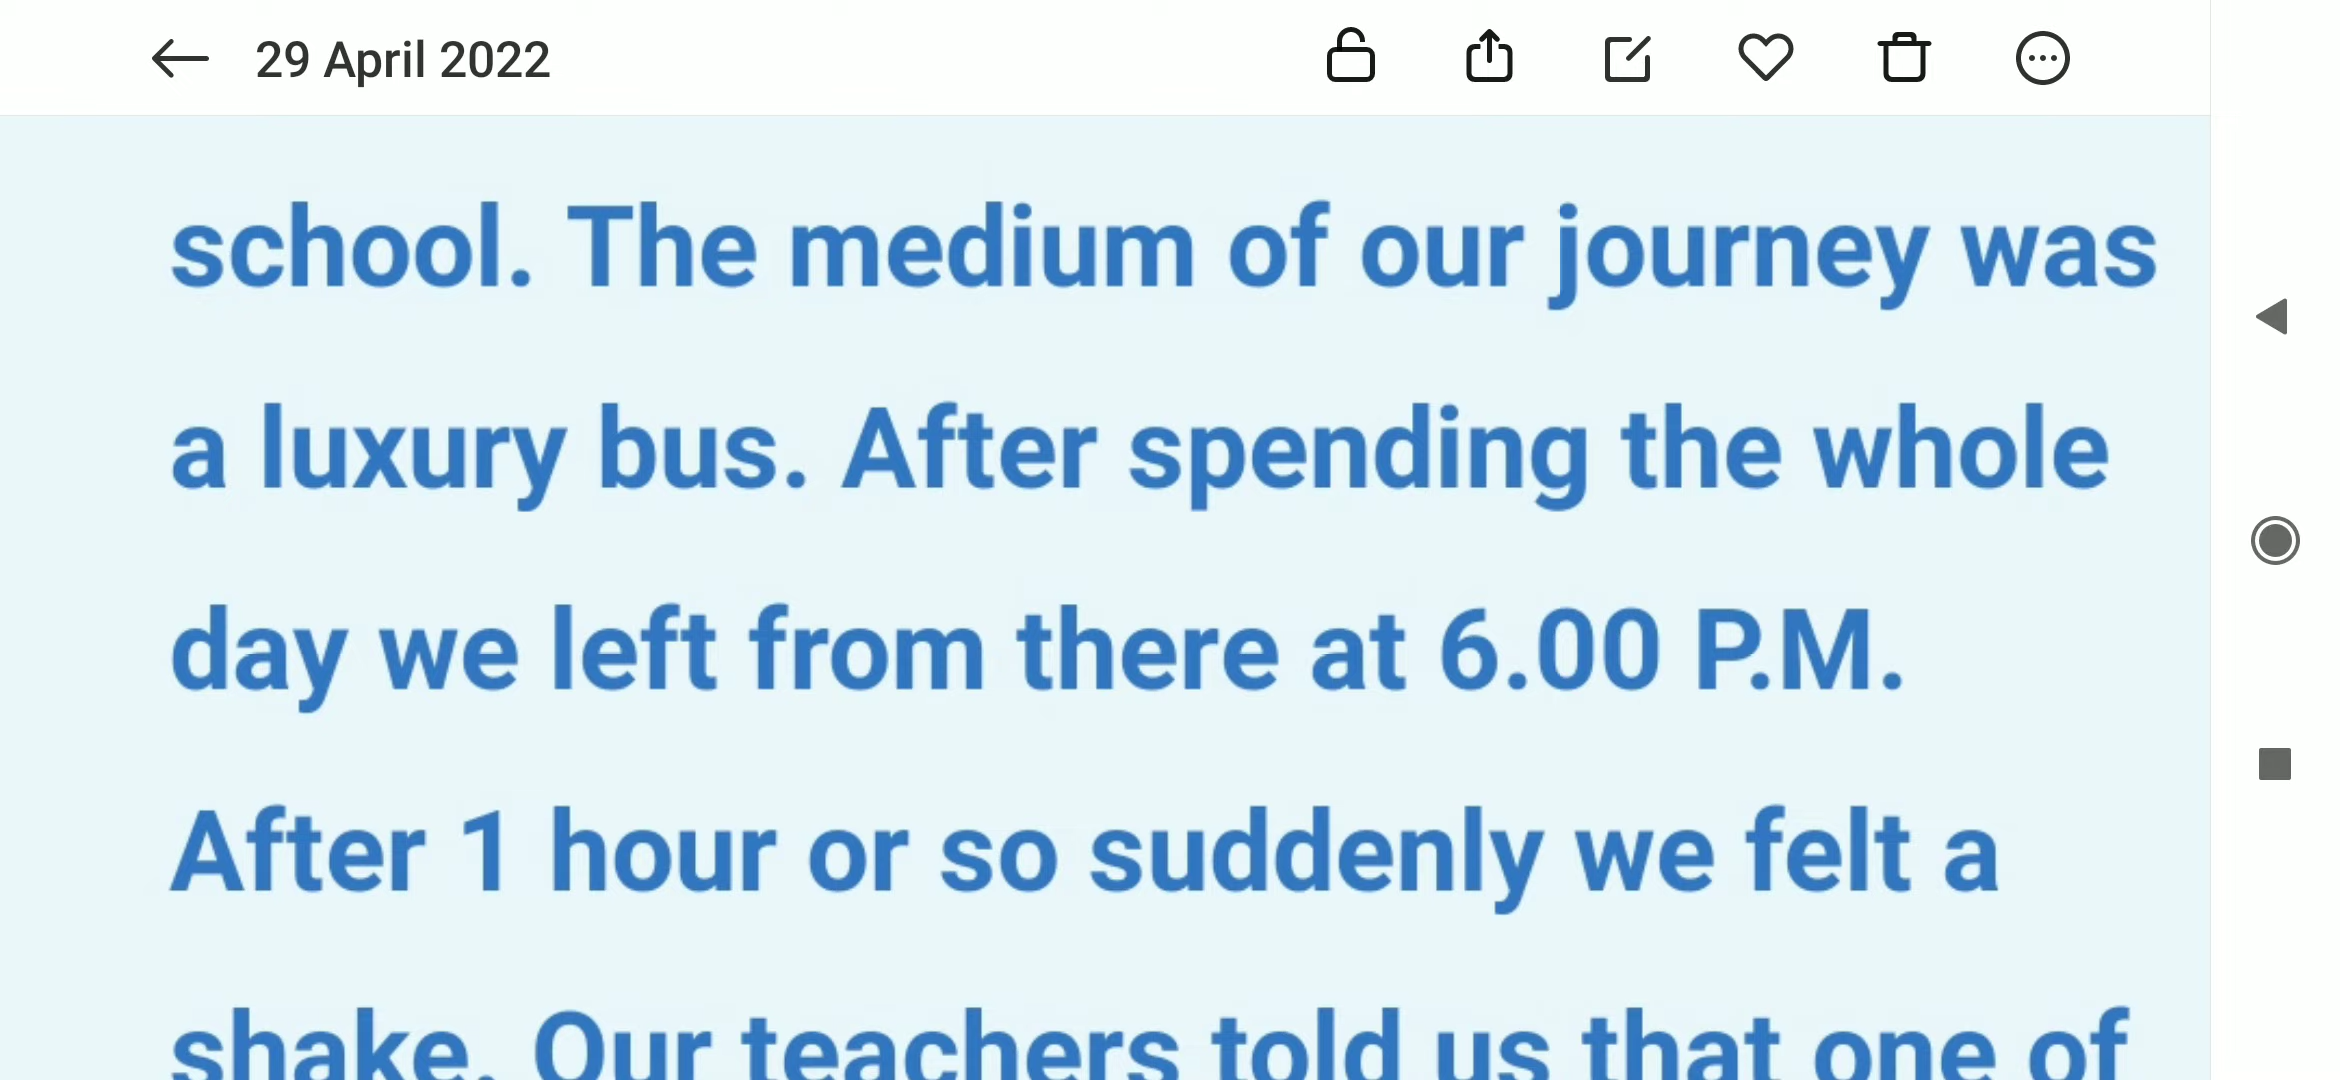 29 April 2022
school. The medium of our journey was
a luxury bus. After spending the whole
day we left from there at 6.00 P.M.
After 1 hour or so suddenly we felt a
shake. Our teachers told us that one of